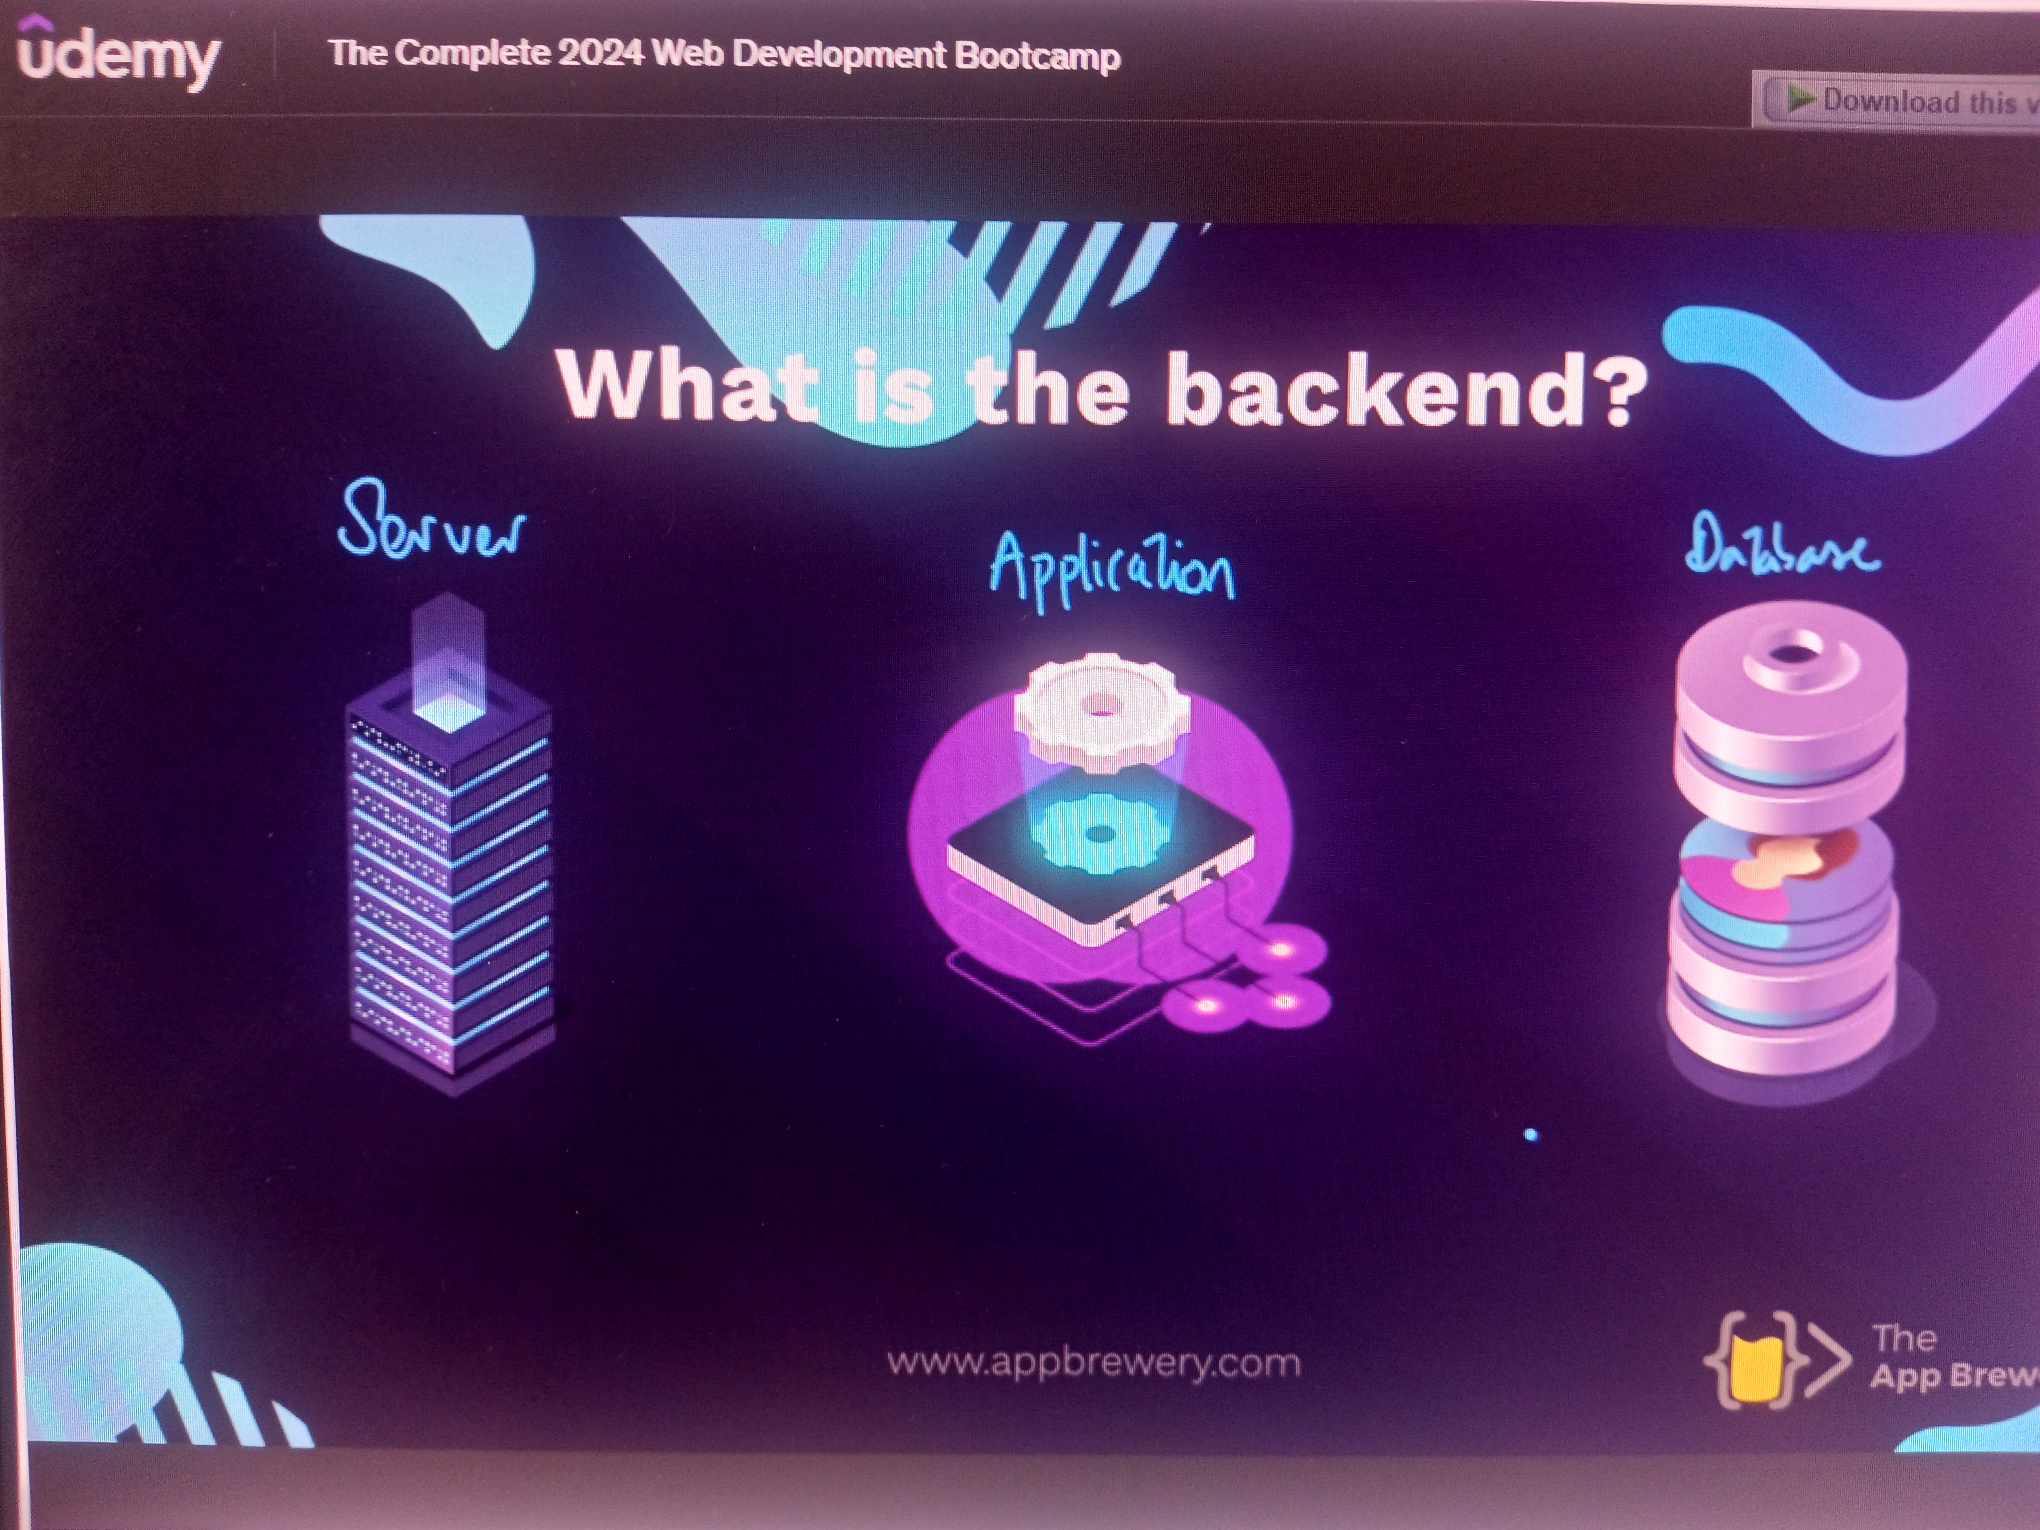 udemy
The Complete 2024 Web Development Bootcamp
Download this
What is the backend?
Server
Application
Database
www.appbrewery.com
The
App Brew